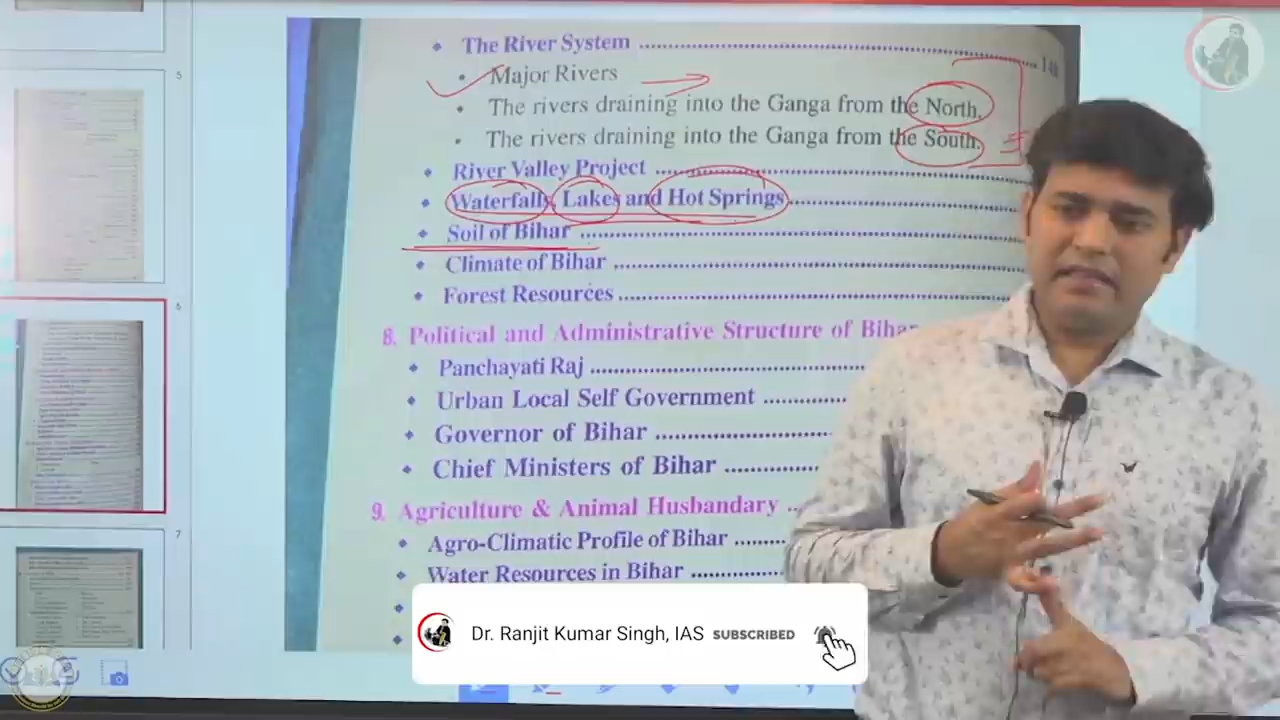 The River System
Major Rivers
The rivers draining into the Ganga from the North.
The rivers draining into the Ganga from the South.
River Valley Project
Waterfalls, Lakes and Hot Springs
Soil of Bihar
Climate of Bihar
Forest Resources
8. Political and Administrative Structure of Bihar
Panchayati Raj
Urban Local Self Government
Governor of Bihar
Chief Ministers of Bihar
9. Agriculture & Animal Husbandary
Agro-Climatic Profile of Bihar
Water Resources in Bihar
Dr. Ranjit Kumar Singh, IAS SUBSCRIBED
5
6
7